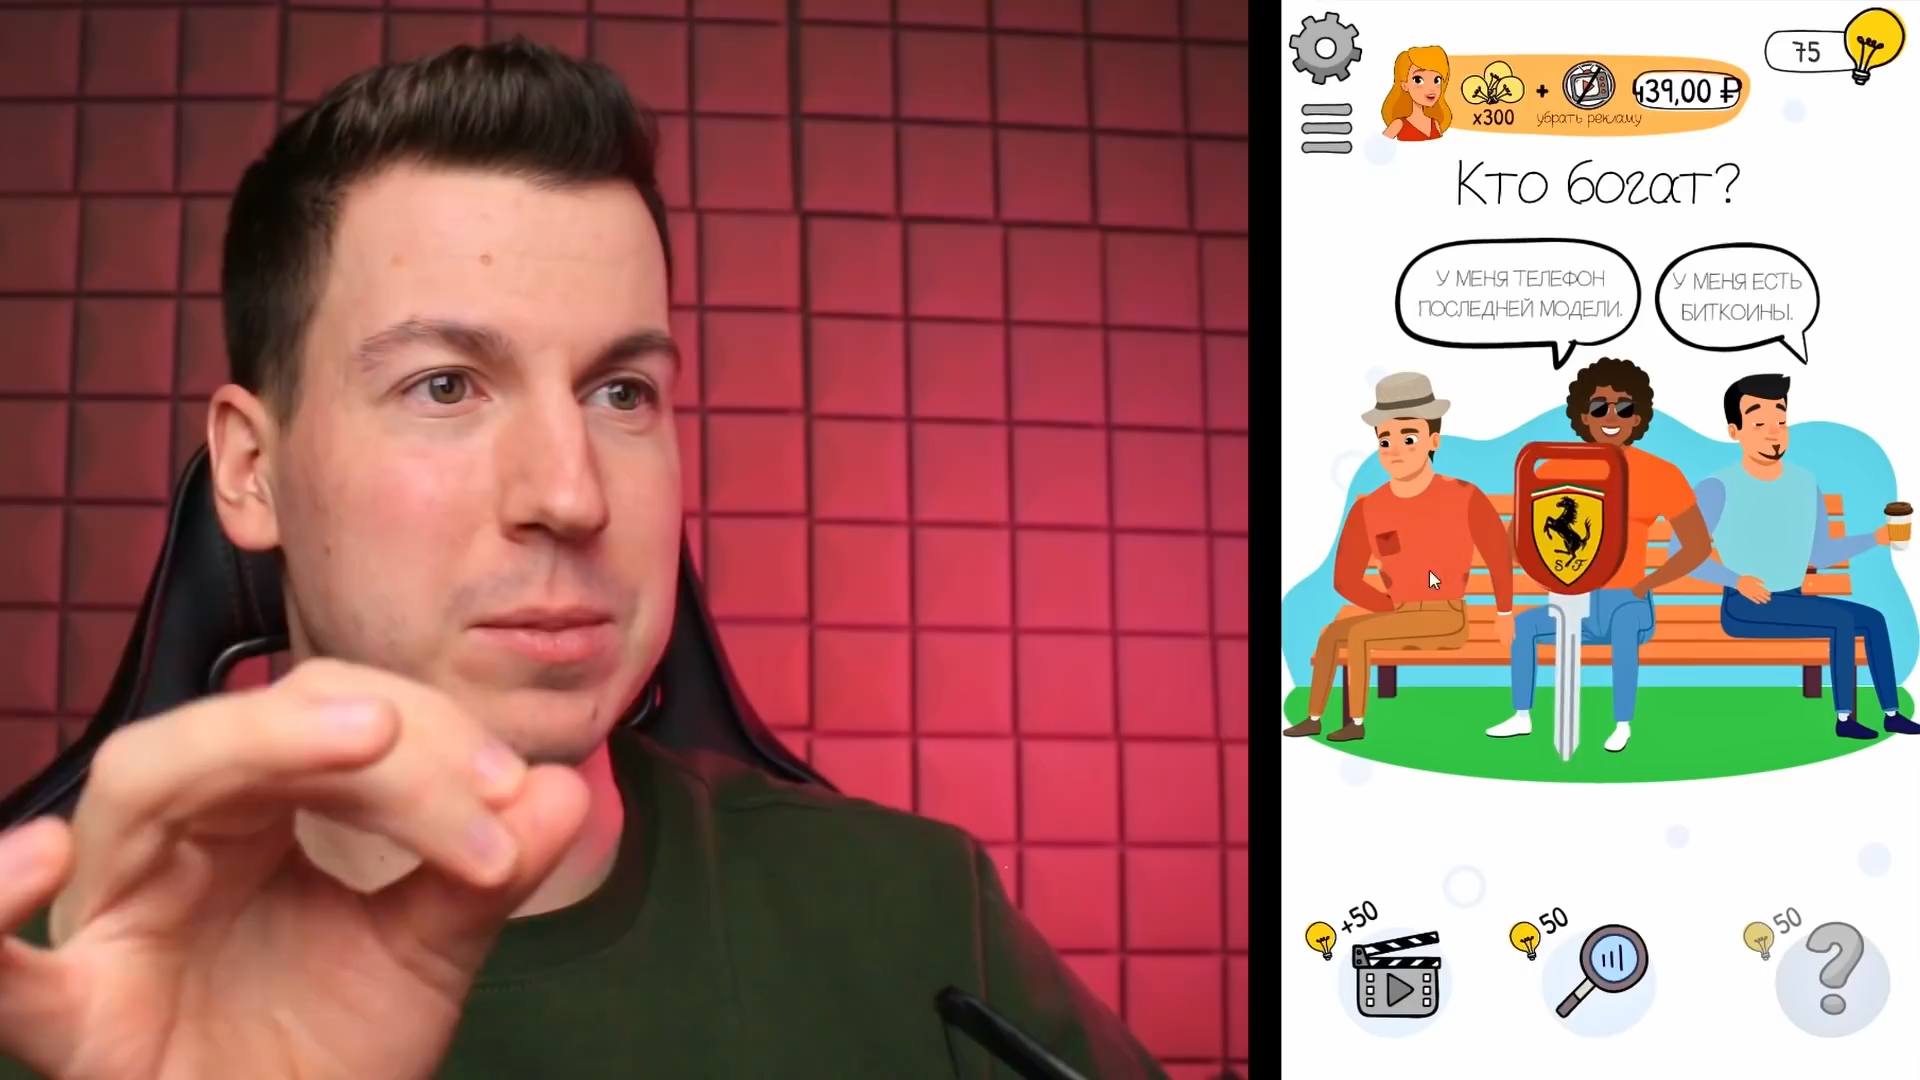 75
x300
+
убрать рекламу
439,00 ₽
Кто богат?
У МЕНЯ ТЕЛЕФОН
ПОСЛЕДНЕЙ МОДЕЛИ.
У МЕНЯ ЕСТЬ
БИТКОИНЫ.
S F
+50
50
50
?